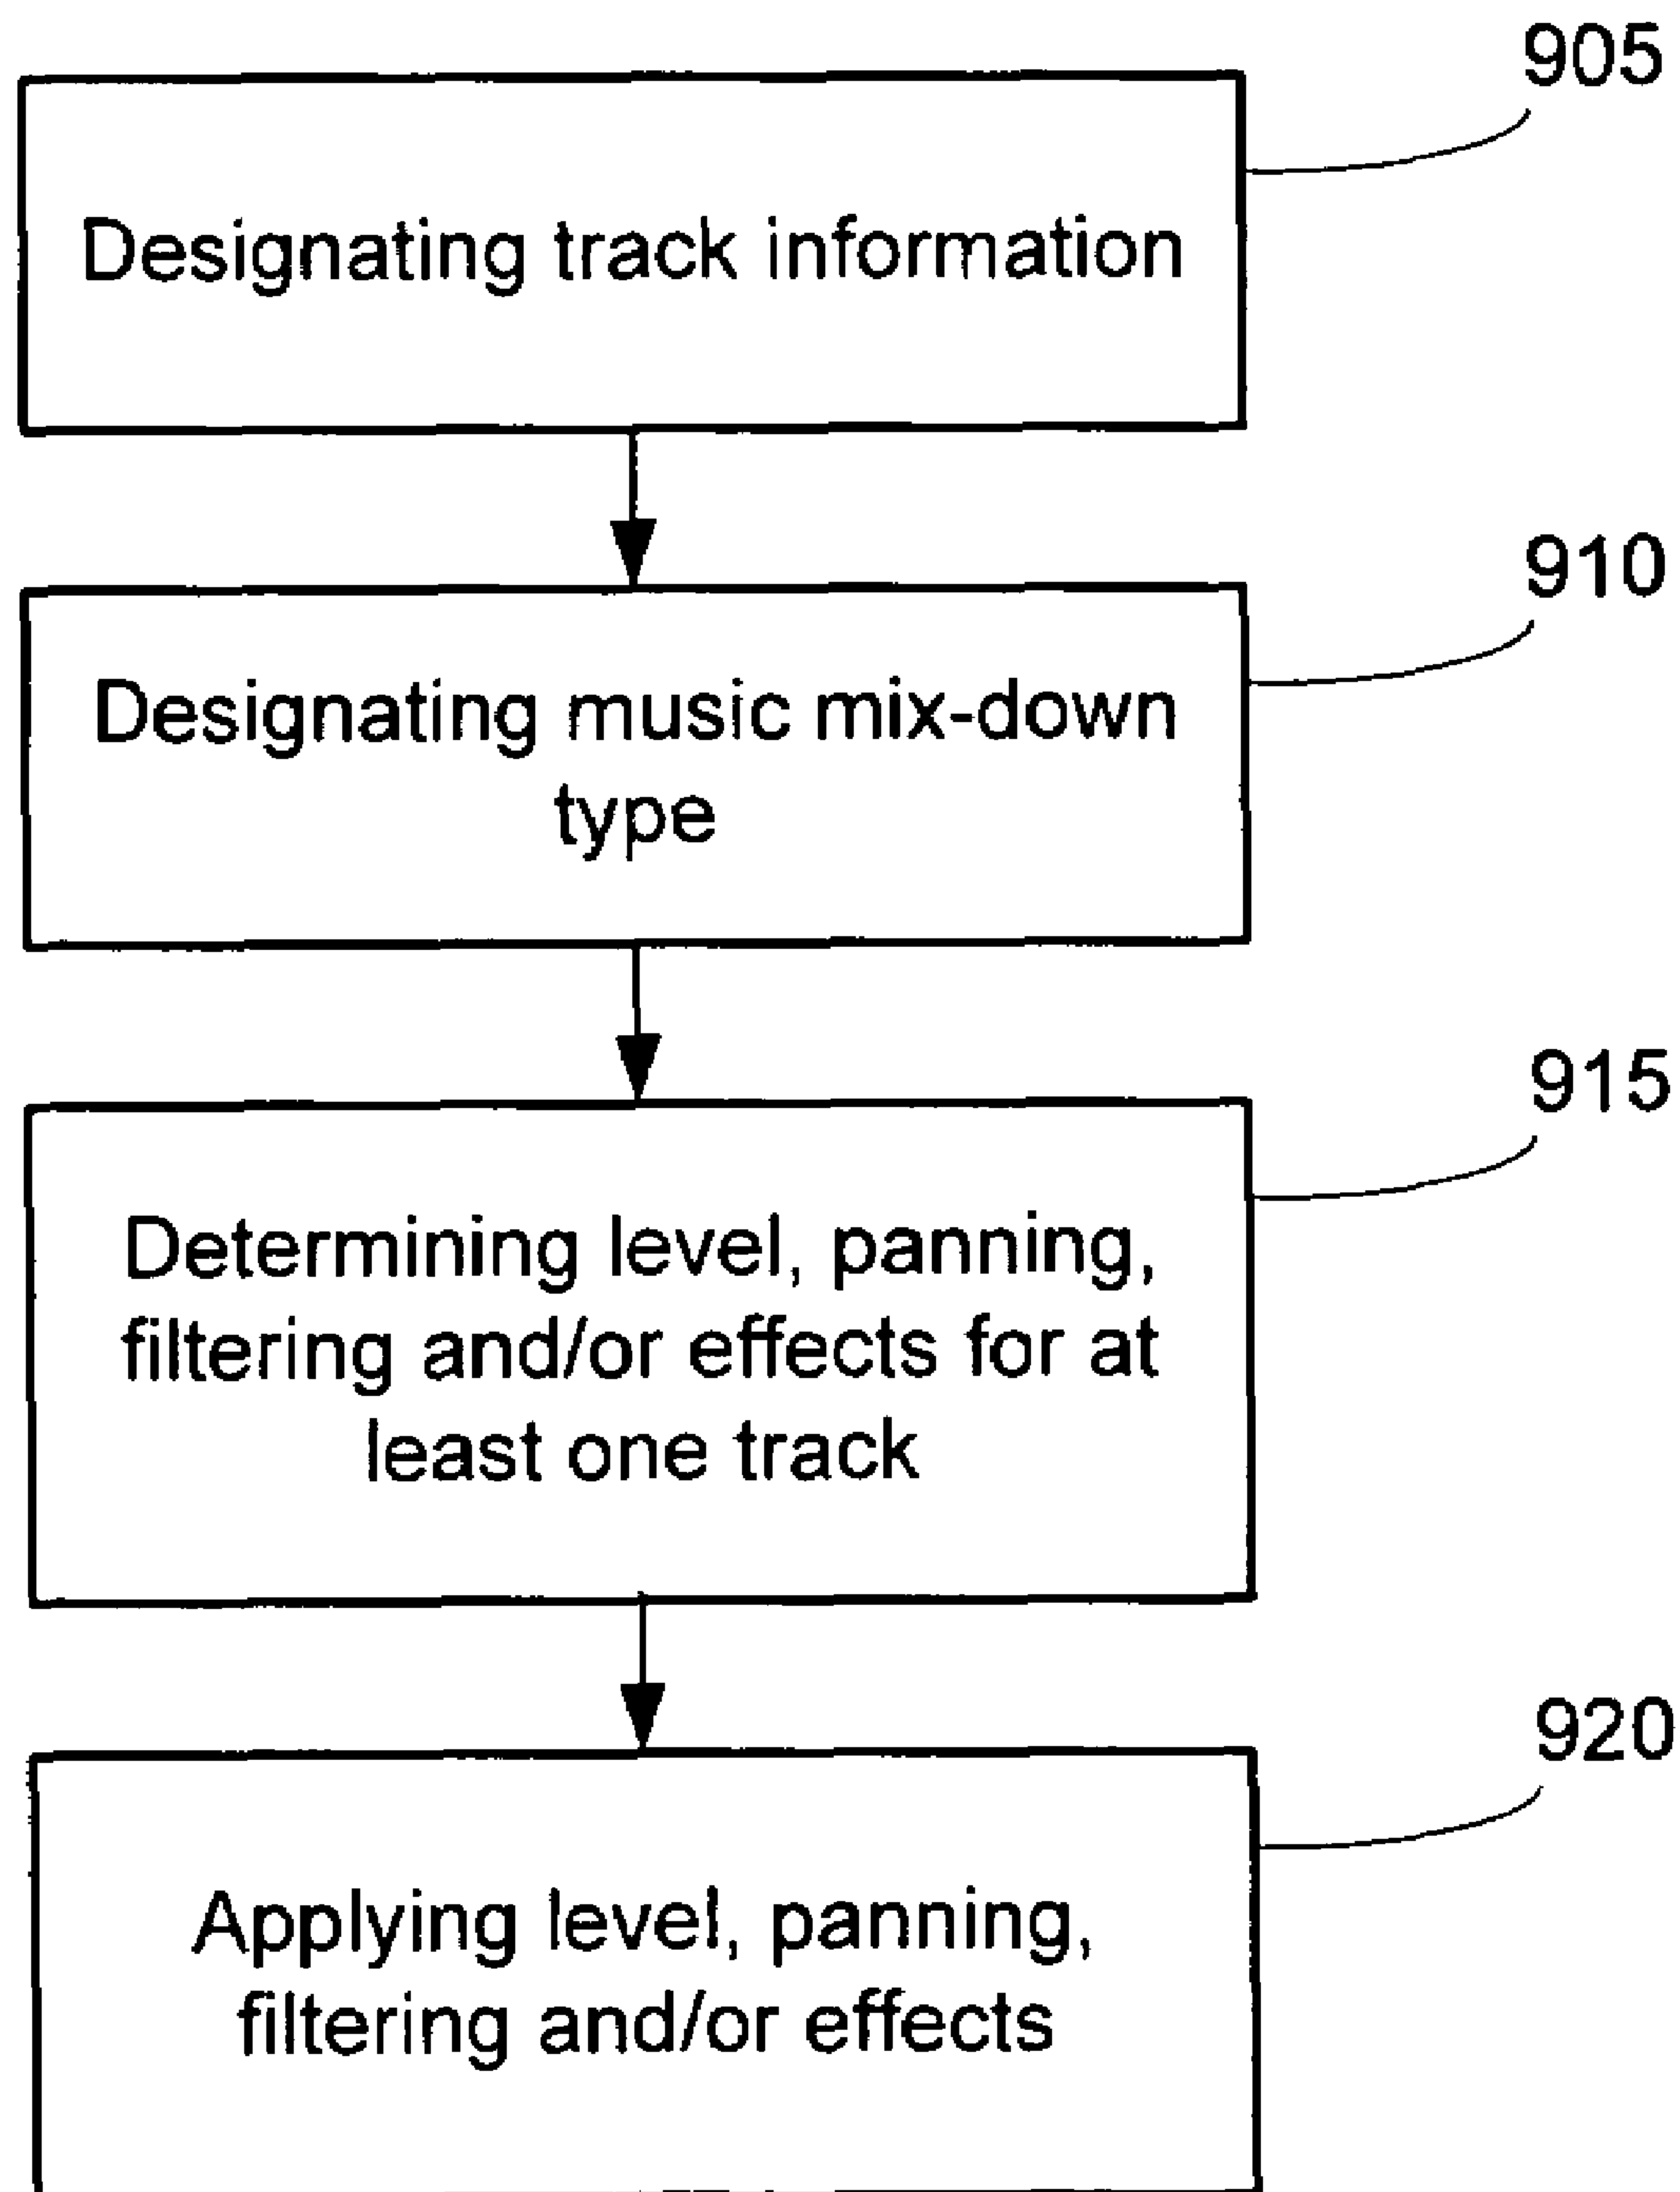 905
Designating track information
910
Designating music mix-down
type
915
Determining level, panning,
filtering and/or effects for at
least one track
920
Applying level, panning,
filtering and/or effects